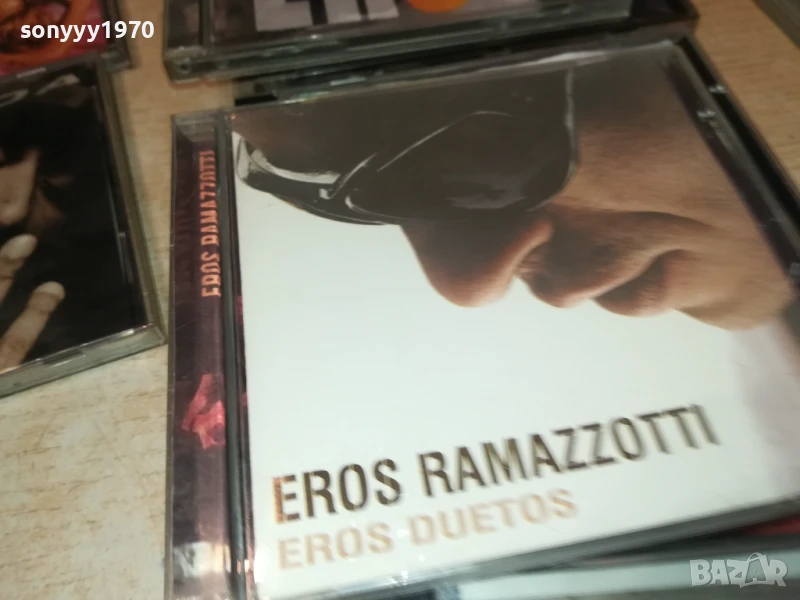 sonyyy1970
EROS RAMAZZOTTI
EROS RAMAZZOTTI
EROS DUETOS
BAZAR